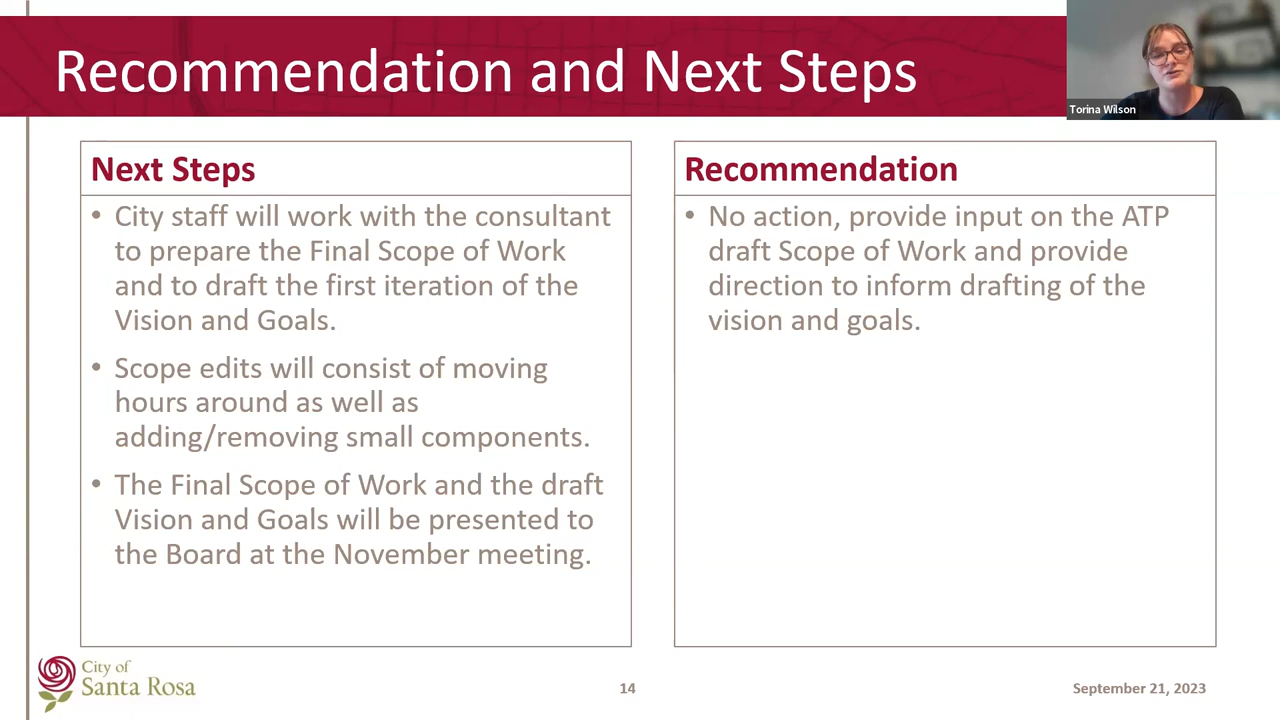 Recommendation and Next Steps
Torina Wilson
Next Steps
• City staff will work with the consultant
to prepare the Final Scope of Work
and to draft the first iteration of the
Vision and Goals.
• Scope edits will consist of moving
hours around as well as
adding/removing small components.
• The Final Scope of Work and the draft
Vision and Goals will be presented to
the Board at the November meeting.
Recommendation
• No action, provide input on the ATP
draft Scope of Work and provide
direction to inform drafting of the
vision and goals.
City of
Santa Rosa
14
September 21, 2023